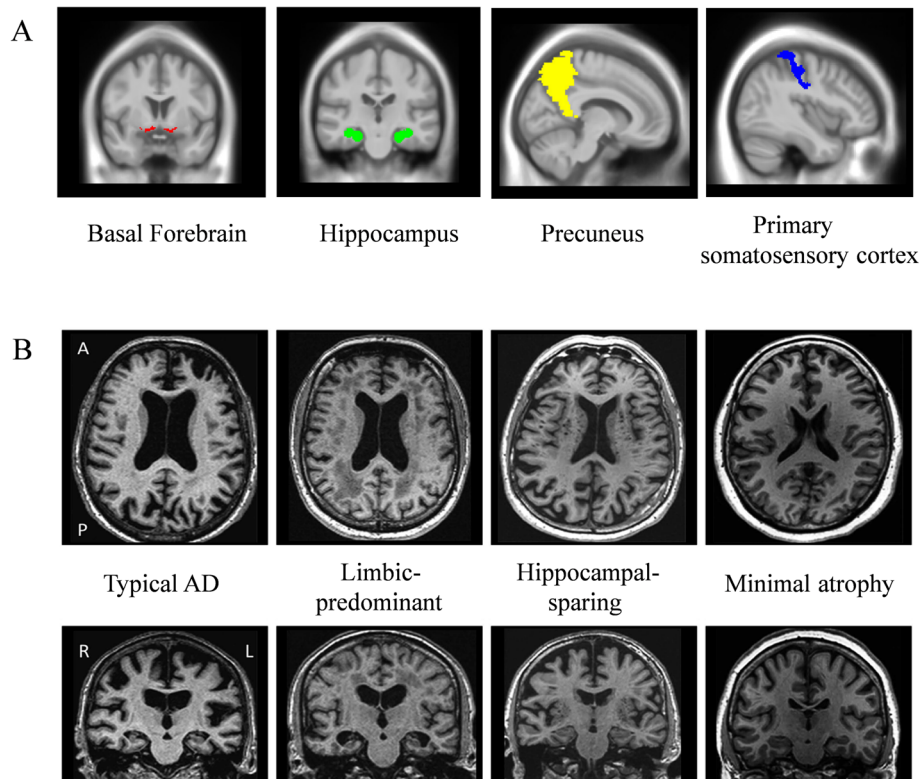 A
Basal Forebrain
Hippocampus
Precuneus
Primary
somatosensory cortex
B
A
P
Typical AD
Limbic-
predominant
Hippocampal-
sparing
Minimal atrophy
R
L